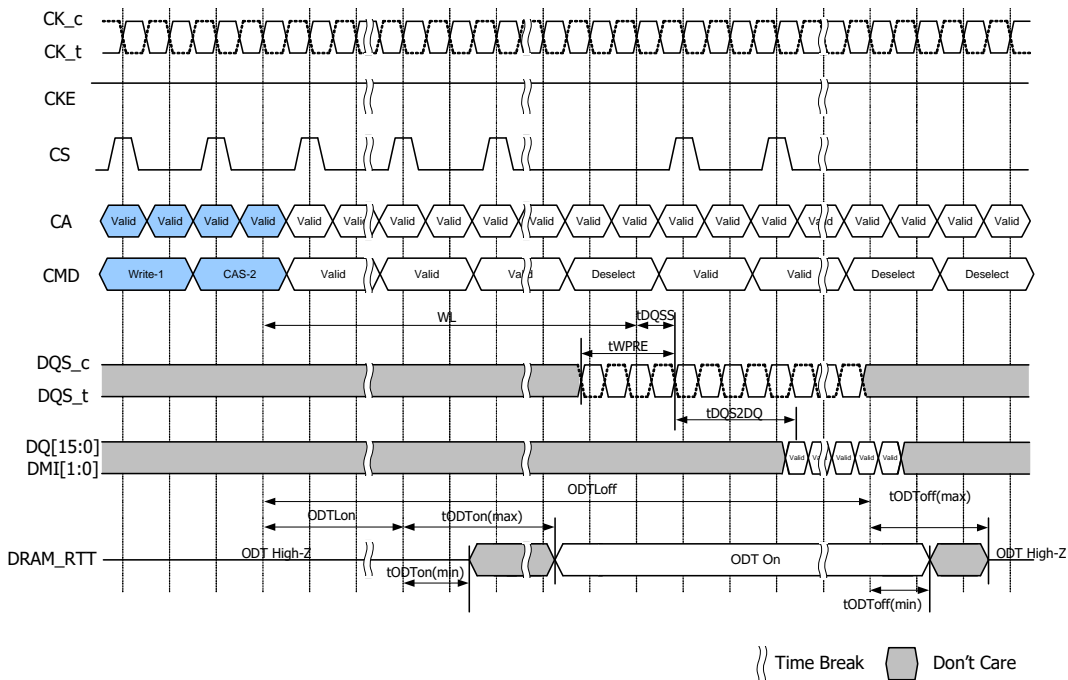 CK_c
CK_t
CKE
CS
CA Valid Valid Valid Valid Valid Valid Valid Valid Valid Valid Valid Valid Valid Valid Valid Valid Valid Valid Valid Valid
CMD Write-1 CAS-2 Valid Valid Valid Deselect Valid Valid Deselect Deselect
WL tDQSS
tWPRE
DQS_c
DQS_t
tDQS2DQ
DQ[15:0]
DMI[1:0]
Valid Valid Valid Valid Valid
ODTLoff
tODToff(max)
ODTLon tODTon(max)
DRAM_RTT ODT High-Z ODT On ODT High-Z
tODTon(min)
tODToff(min)
Time Break Don't Care